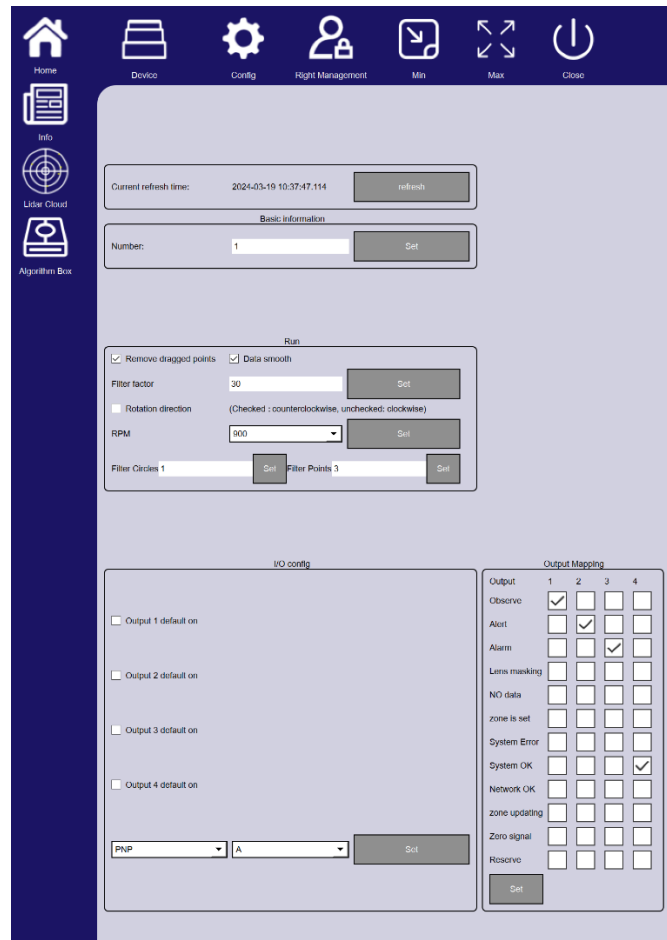 Home
Device
Config
Right Management
Min
Max
Close
Info
Lidar Cloud
Algorithm Box
Current refresh time: 2024-03-19 10:37:47.114 refresh
Basic information
Number: 1 Set
Run
Remove dragged points Data smooth
Filter factor 30 Set
Rotation direction (Checked : counterclockwise, unchecked: clockwise)
RPM 900 Set
Filter Circles 1 Set Filter Points 3 Set
I/O config
Output 1 default on
Output 2 default on
Output 3 default on
Output 4 default on
PNP A Set
Output Mapping
Output 1 2 3 4
Observe
Alert
Alarm
Lens masking
NO data
zone is set
System Error
System OK
Network OK
zone updating
Zero signal
Reserve
Set